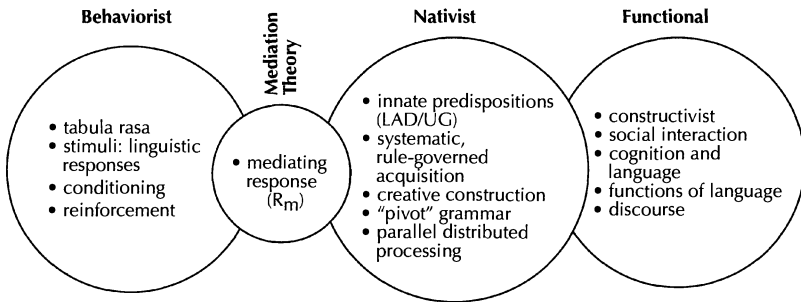 Behaviorist
• tabula rasa
• stimuli: linguistic
responses
• conditioning
• reinforcement
Mediation
Theory
• mediating
response
(Rm)
Nativist
• innate predispositions
(LAD/UG)
• systematic,
rule-governed
acquisition
• creative construction
• “pivot” grammar
• parallel distributed
processing
Functional
• constructivist
• social interaction
• cognition and
language
• functions of language
• discourse